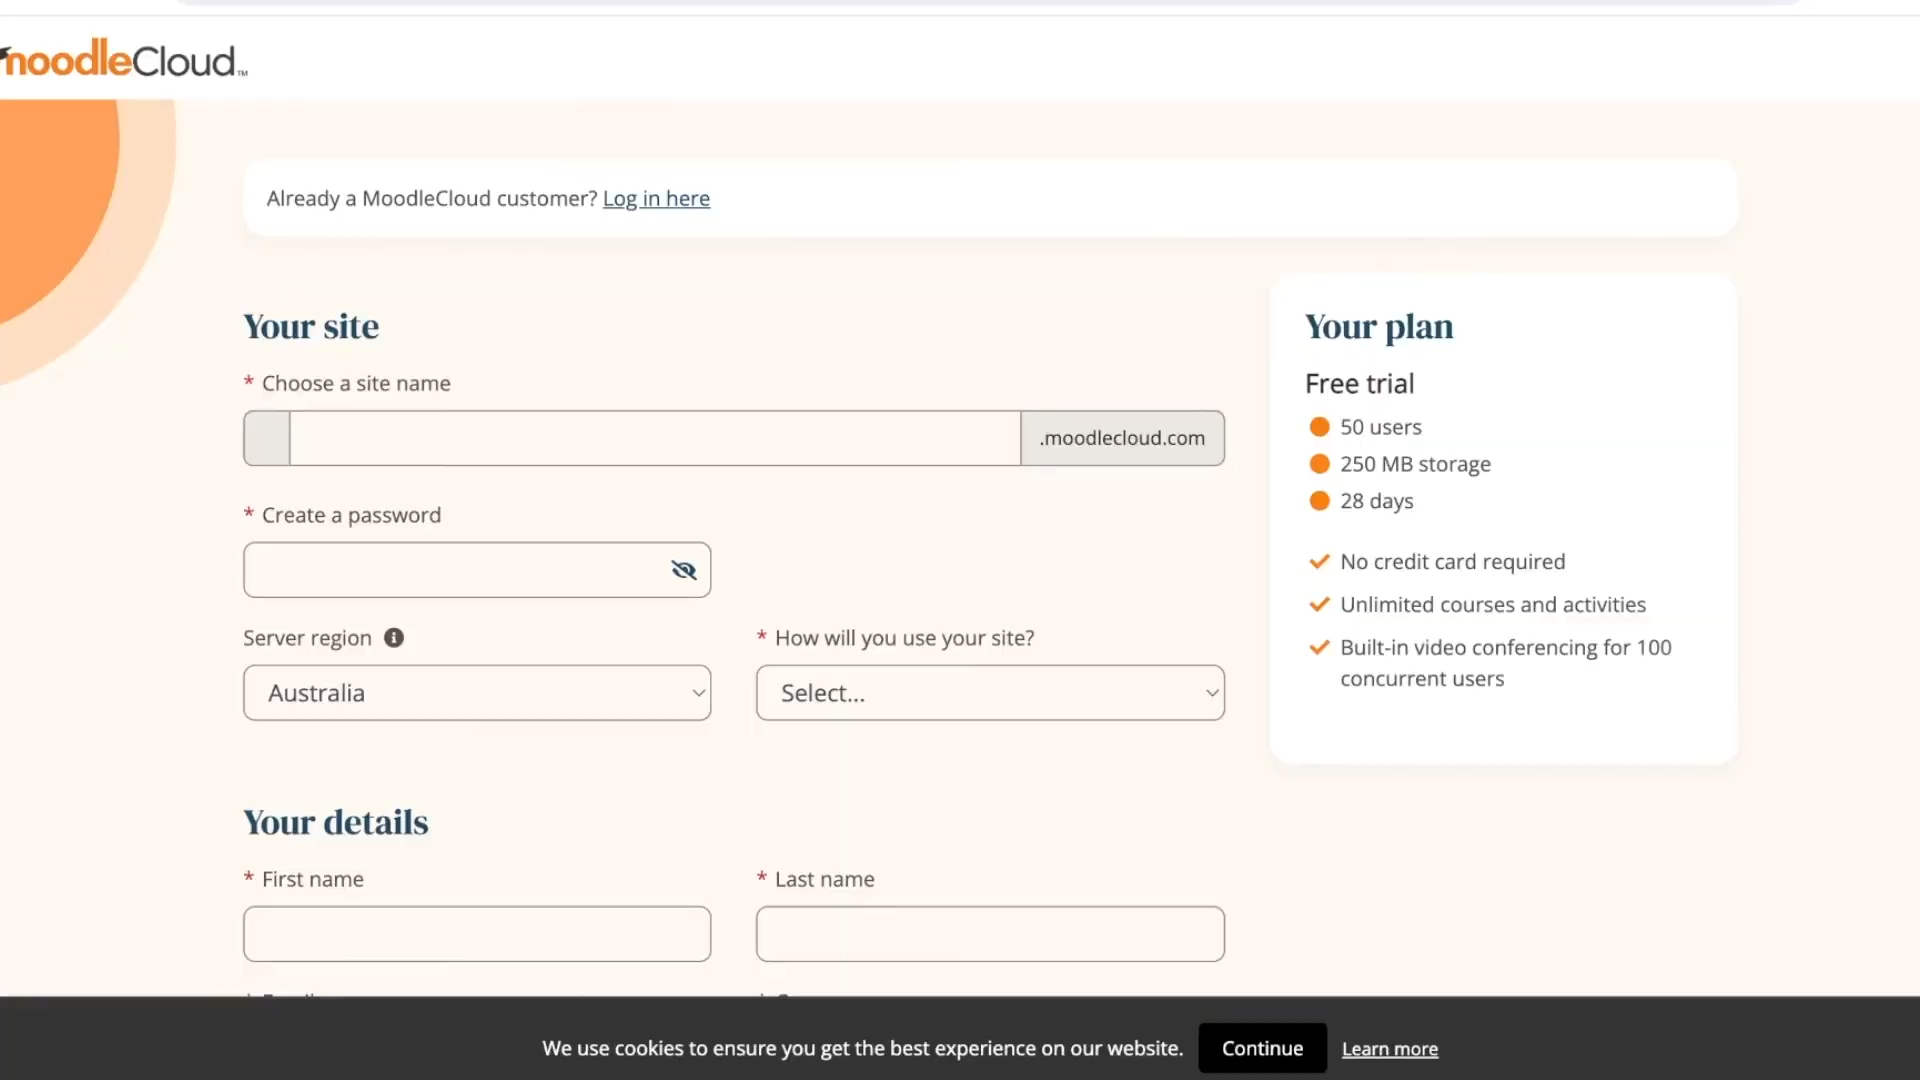 moodleCloud™
Already a MoodleCloud customer? Log in here
Your site
* Choose a site name
.moodlecloud.com
* Create a password
Server region
* How will you use your site?
Australia
Select...
Your details
* First name
* Last name
Your plan
Free trial
50 users
250 MB storage
28 days
No credit card required
Unlimited courses and activities
Built-in video conferencing for 100
concurrent users
We use cookies to ensure you get the best experience on our website.
Continue
Learn more